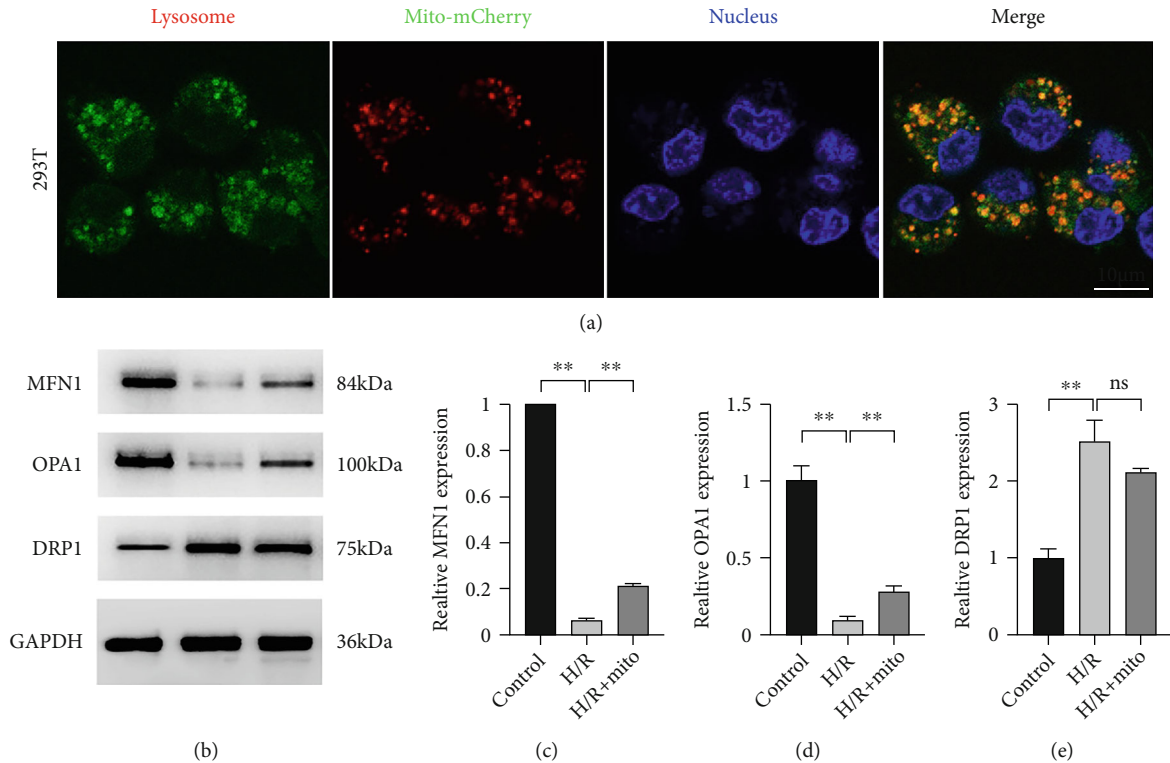 Lysosome Mito-mCherry Nucleus Merge
293T
10μm
(a)
MFN1 84kDa
OPA1 100kDa
DRP1 75kDa
GAPDH 36kDa
(b)
Realtive MFN1 expression
1
0.8
0.6
0.4
0.2
0
** **
Control
H/R
H/R+mito
(c)
Realtive OPA1 expression
1.5
1
0.5
0
** **
Control
H/R
H/R+mito
(d)
Realtive DRP1 expression
3
2
1
0
** ns
Control
H/R
H/R+mito
(e)